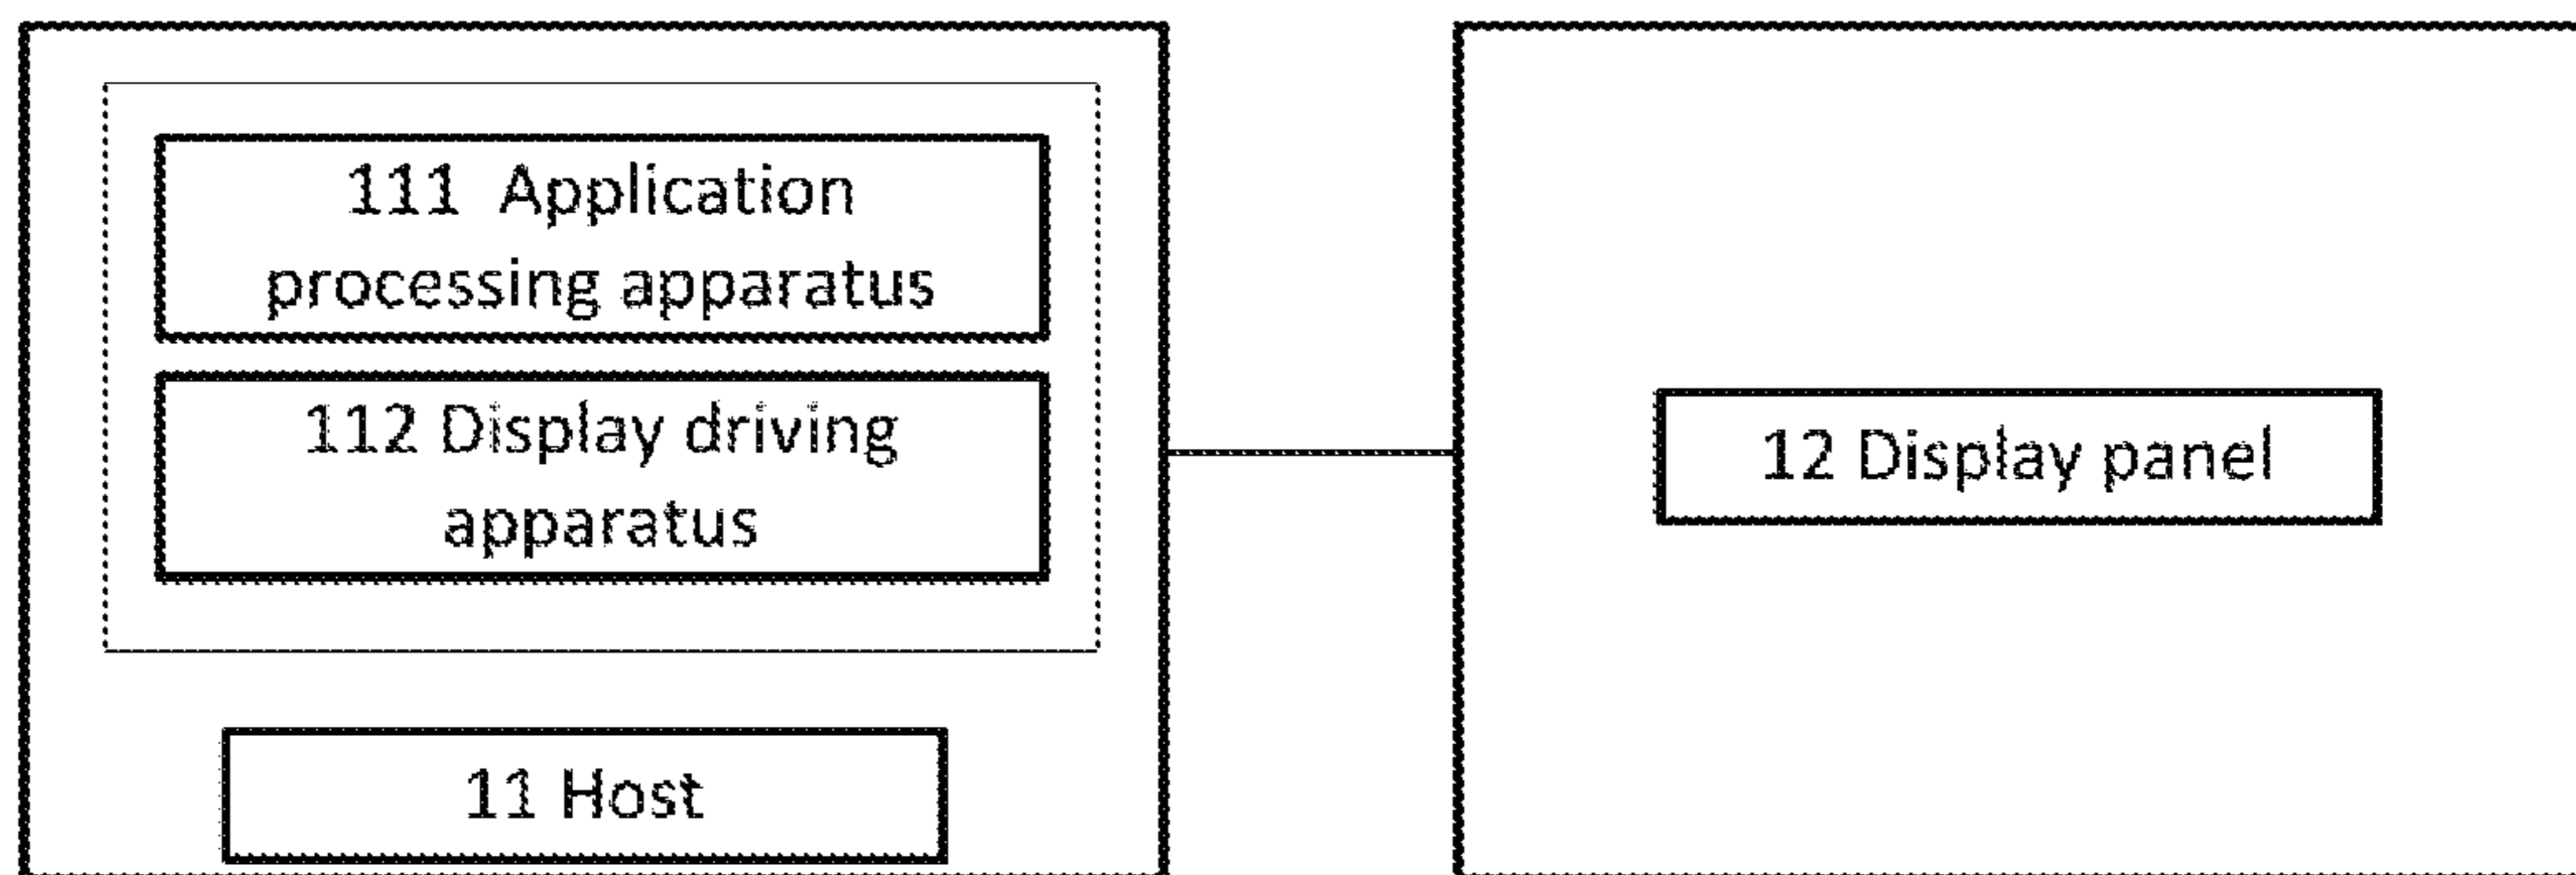 111 Application
processing apparatus
112 Display driving
apparatus
11 Host
12 Display panel